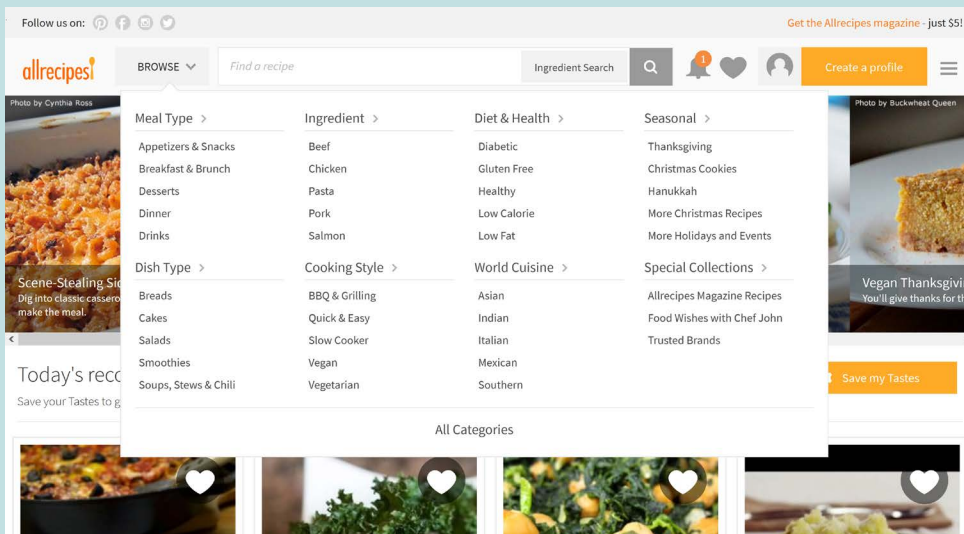 Follow us on:
Get the Allrecipes magazine - just $5!
allrecipes
BROWSE
Find a recipe
Ingredient Search
1
Create a profile
Photo by Cynthia Ross
Photo by Buckwheat Queen
Meal Type >
Appetizers & Snacks
Breakfast & Brunch
Desserts
Dinner
Drinks
Ingredient >
Beef
Chicken
Pasta
Pork
Salmon
Diet & Health >
Diabetic
Gluten Free
Healthy
Low Calorie
Low Fat
Seasonal >
Thanksgiving
Christmas Cookies
Hanukkah
More Christmas Recipes
More Holidays and Events
Dish Type >
Breads
Cakes
Salads
Smoothies
Soups, Stews & Chili
Cooking Style >
BBQ & Grilling
Quick & Easy
Slow Cooker
Vegan
Vegetarian
World Cuisine >
Asian
Indian
Italian
Mexican
Southern
Special Collections >
Allrecipes Magazine Recipes
Food Wishes with Chef John
Trusted Brands
All Categories
Scene-Stealing
Dig into classic
make the meal.
Vegan
You'll give thanks for
Today's
Save your Tastes to
Save my Tastes